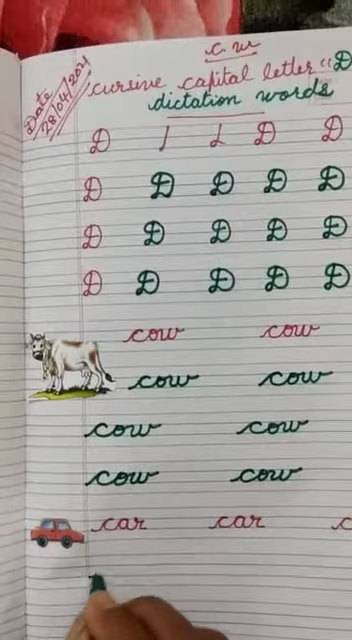 c.w
Date
28/04/2021
cursive capital letter "D
dictation words
D D D
D D D D D
D D D D D
D D D D D
cow cow
cow cow
cow cow
cow cow
car car c